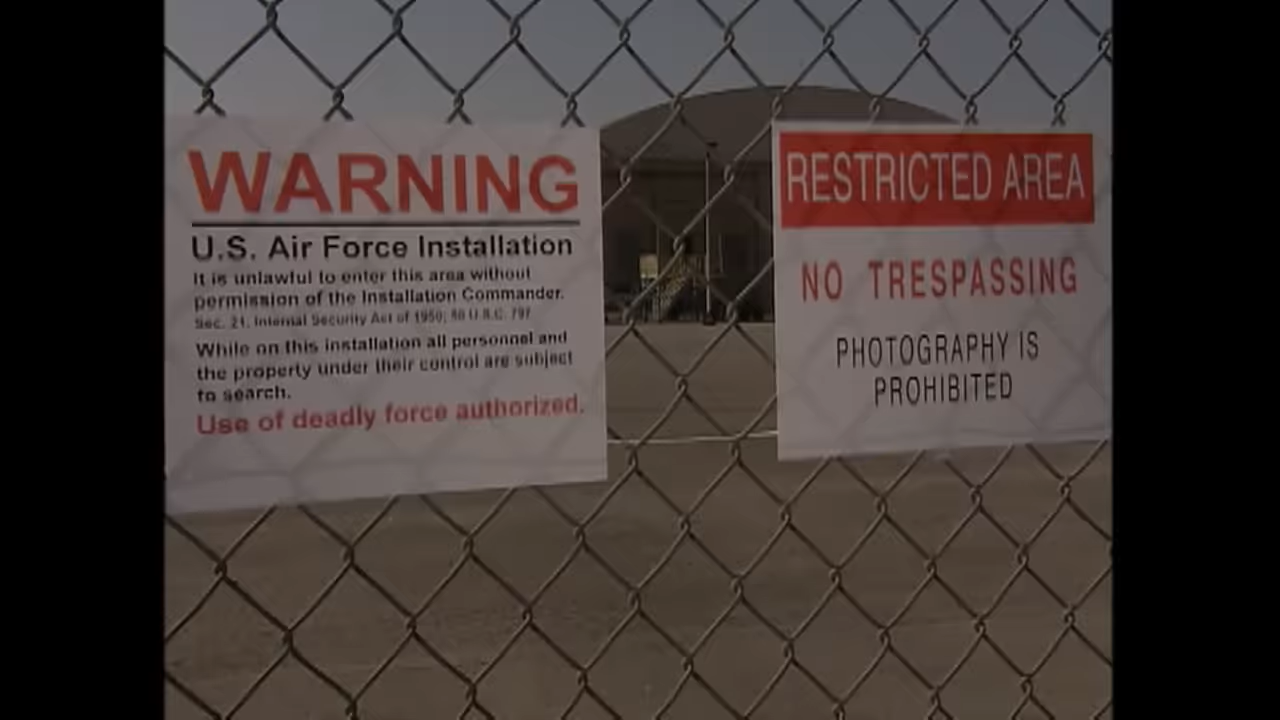 WARNING
U.S. Air Force Installation
It is unlawful to enter this area without
permission of the Installation Commander.
Sec. 21, Internal Security Act of 1950; 50 U.S.C. 797
While on this installation all personnel and
the property under their control are subject
to search.
Use of deadly force authorized.
RESTRICTED AREA
NO TRESPASSING
PHOTOGRAPHY IS
PROHIBITED